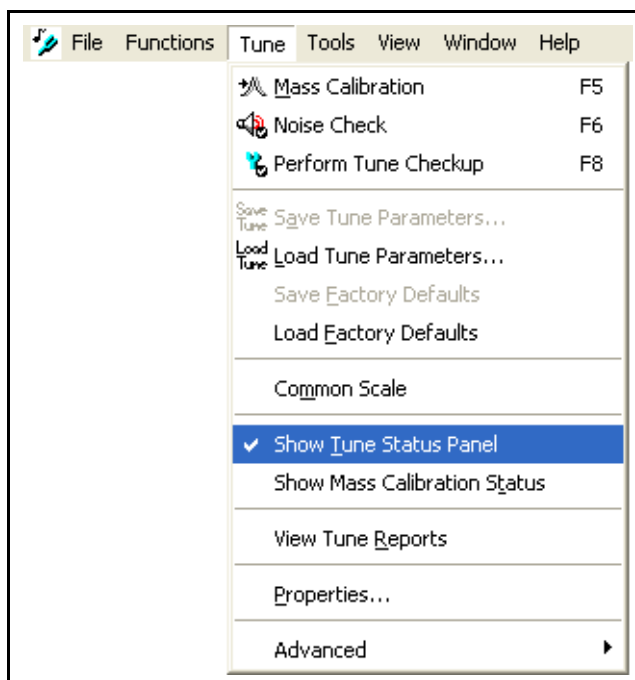 File Functions Tune Tools View Window Help
Mass Calibration F5
Noise Check F6
Perform Tune Checkup F8
Save Tune Save Tune Parameters...
Load Tune Load Tune Parameters...
Save Factory Defaults
Load Factory Defaults
Common Scale
Show Tune Status Panel
Show Mass Calibration Status
View Tune Reports
Properties...
Advanced